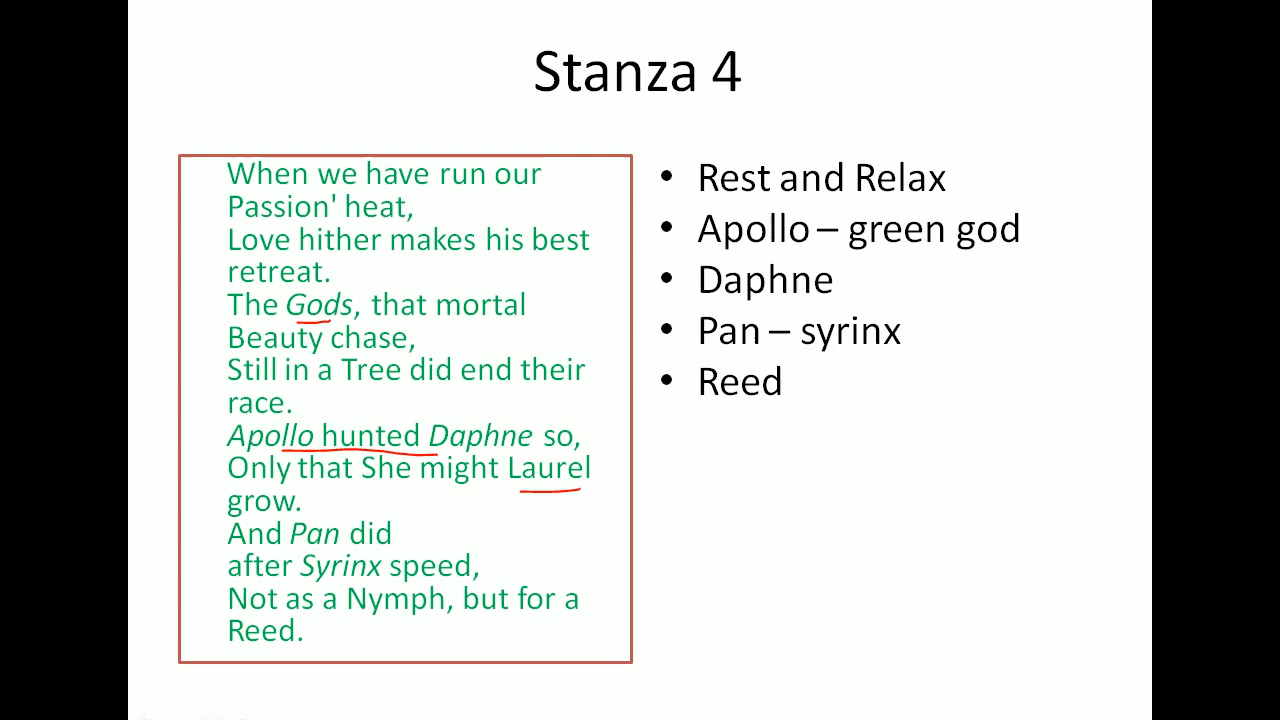 Stanza 4
When we have run our
Passion' heat,
Love hither makes his best
retreat.
The Gods, that mortal
Beauty chase,
Still in a Tree did end their
race.
Apollo hunted Daphne so,
Only that She might Laurel
grow.
And Pan did
after Syrinx speed,
Not as a Nymph, but for a
Reed.
• Rest and Relax
• Apollo – green god
• Daphne
• Pan – syrinx
• Reed